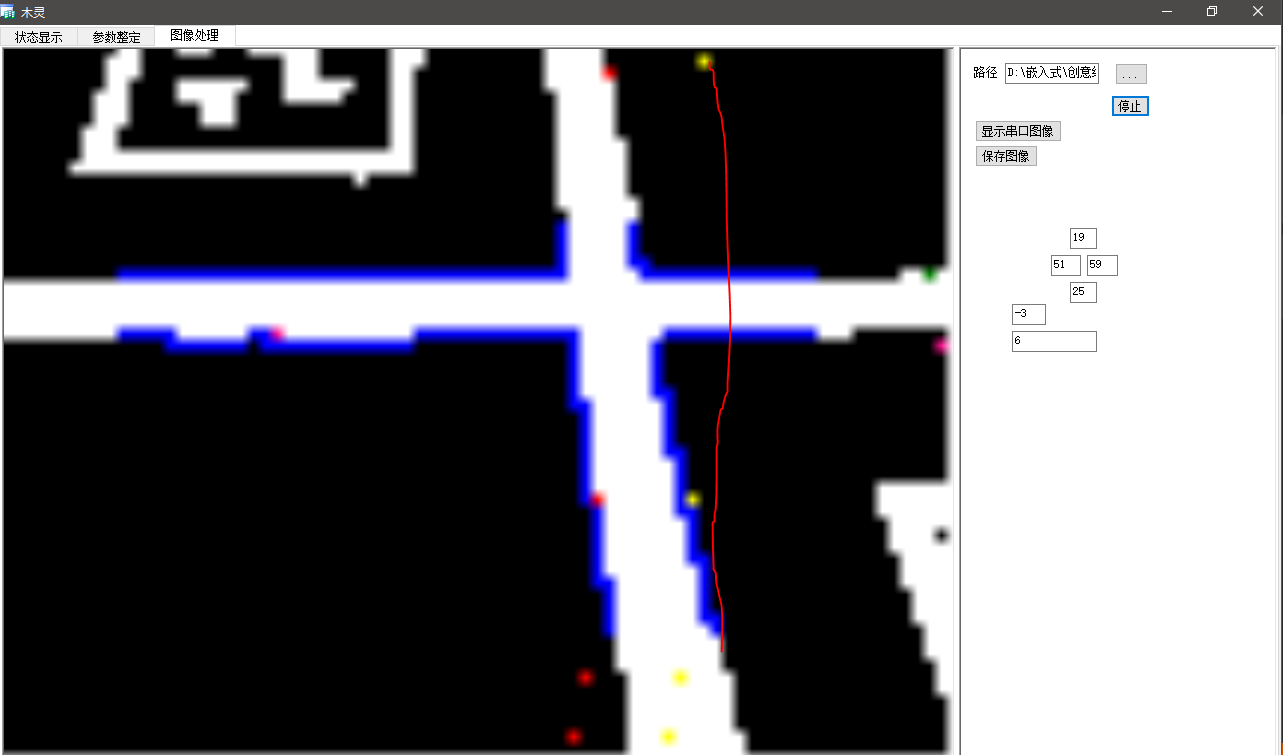 木灵
状态显示 参数整定 图像处理
路径 D:\嵌入式\创意组 ...
停止
显示串口图像
保存图像
19
51 59
25
-3
6